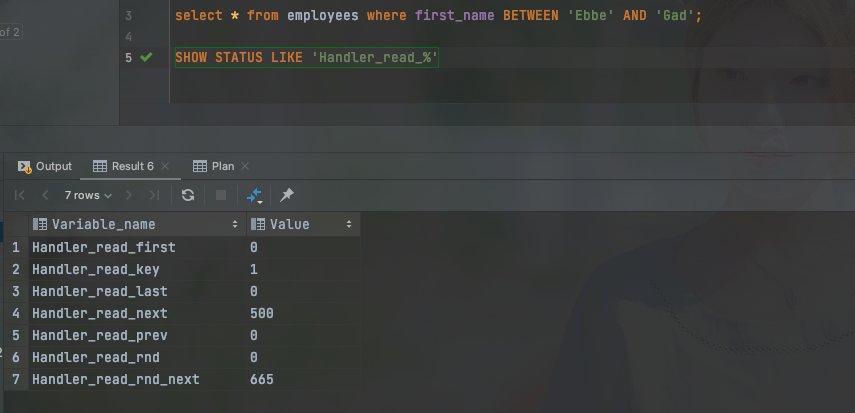 of 2
3 select * from employees where first_name BETWEEN 'Ebbe' AND 'Gad';
4
5 SHOW STATUS LIKE 'Handler_read_%'
Output Result 6 Plan
7 rows
Variable_name Value
1 Handler_read_first 0
2 Handler_read_key 1
3 Handler_read_last 0
4 Handler_read_next 500
5 Handler_read_prev 0
6 Handler_read_rnd 0
7 Handler_read_rnd_next 665